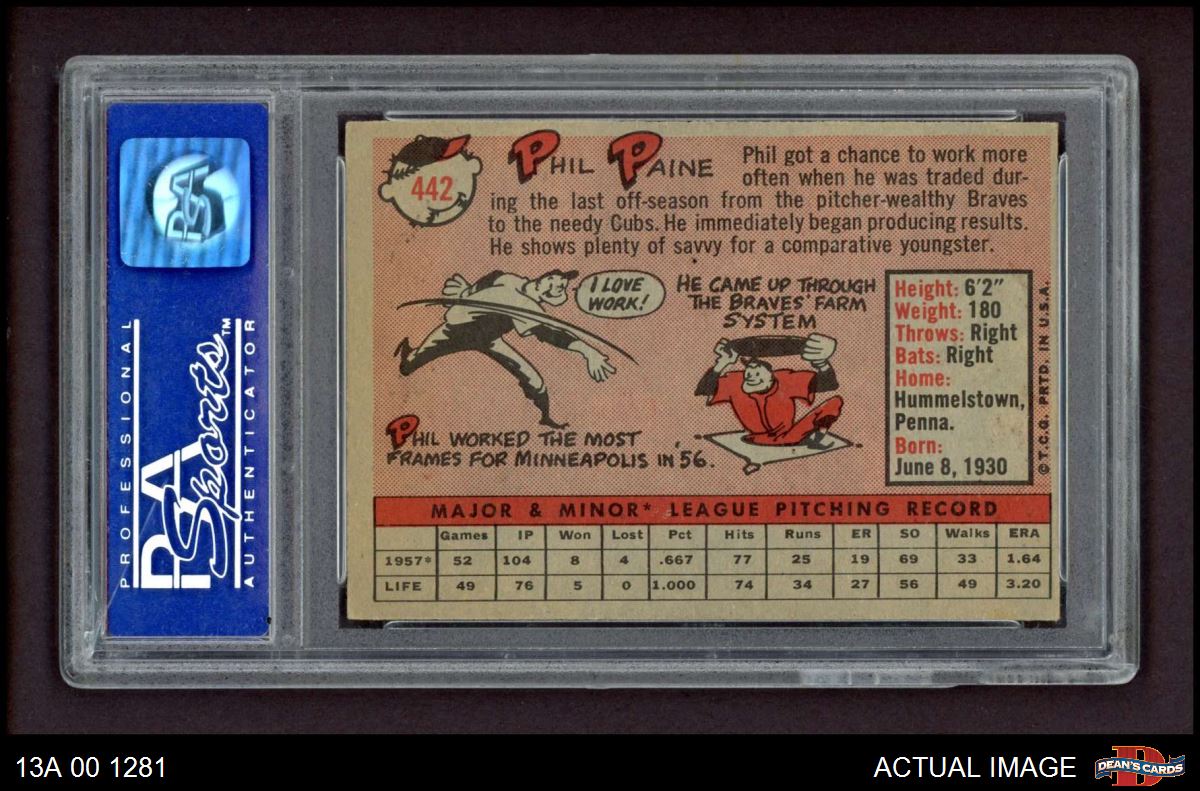 PSA
PROFESSIONAL
PSA Sports™
AUTHENTICATOR
442
PHIL PAINE
Phil got a chance to work more
often when he was traded dur-
ing the last off-season from the pitcher-wealthy Braves
to the needy Cubs. He immediately began producing results.
He shows plenty of savvy for a comparative youngster.
I LOVE
WORK!
HE CAME UP THROUGH
THE BRAVES' FARM
SYSTEM
PHIL WORKED THE MOST
FRAMES FOR MINNEAPOLIS IN '56.
Height: 6'2"
Weight: 180
Throws: Right
Bats: Right
Home:
Hummelstown,
Penna.
Born:
June 8, 1930
©T.C.G. PRTD. IN U.S.A.
MAJOR & MINOR* LEAGUE PITCHING RECORD
Games IP Won Lost Pct Hits Runs ER SO Walks ERA
1957* 52 104 8 4 .667 77 25 19 69 33 1.64
LIFE 49 76 5 0 1.000 74 34 27 56 49 3.20
13A 00 1281
ACTUAL IMAGE
D
DEAN'S CARDS